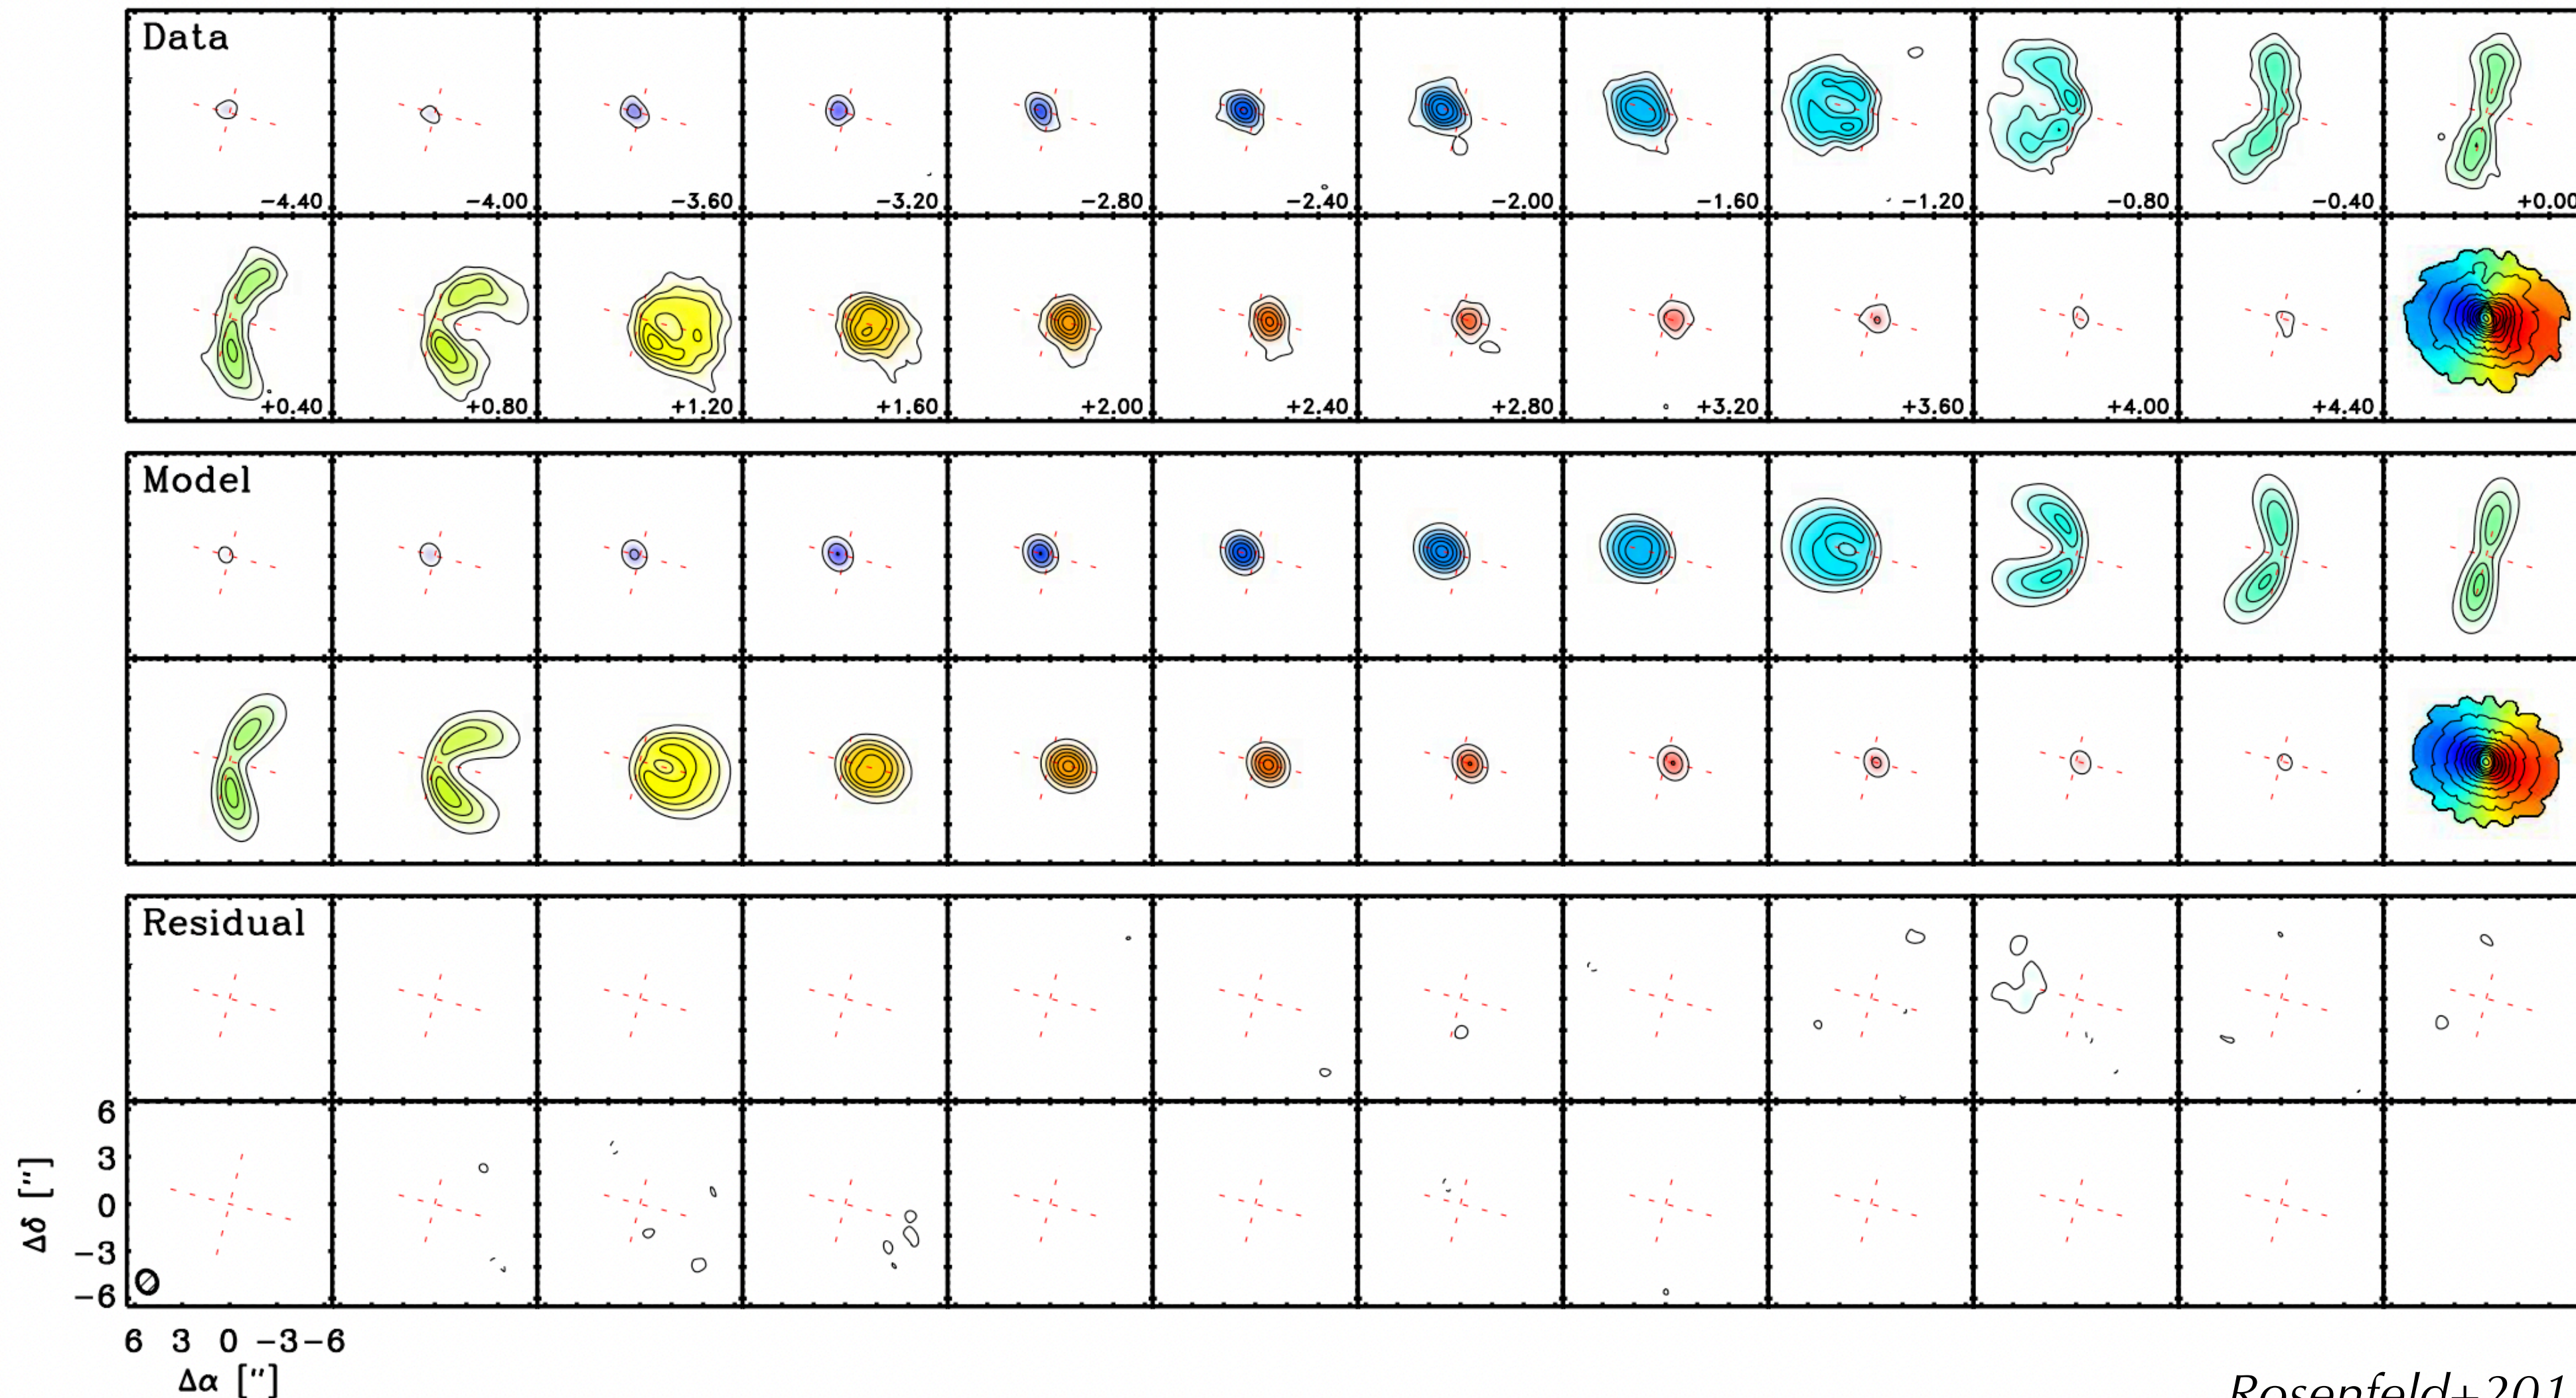 Data
−4.40 −4.00 −3.60 −3.20 −2.80 −2.40 −2.00 −1.60 −1.20 −0.80 −0.40 +0.00
+0.40 +0.80 +1.20 +1.60 +2.00 +2.40 +2.80 +3.20 +3.60 +4.00 +4.40
Model
Residual
6
3
0
−3
−6
Δδ ["]
6 3 0 −3 −6
Δα ["]
Rosenfeld+201